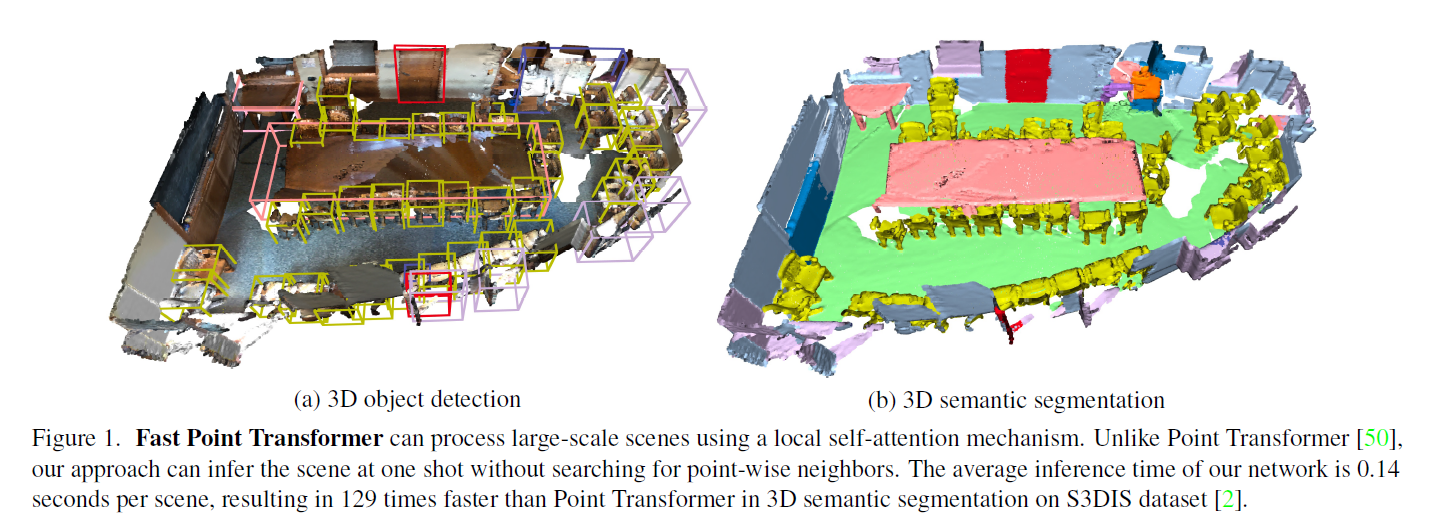 (a) 3D object detection
(b) 3D semantic segmentation
Figure 1. Fast Point Transformer can process large-scale scenes using a local self-attention mechanism. Unlike Point Transformer [50],
our approach can infer the scene at one shot without searching for point-wise neighbors. The average inference time of our network is 0.14
seconds per scene, resulting in 129 times faster than Point Transformer in 3D semantic segmentation on S3DIS dataset [2].